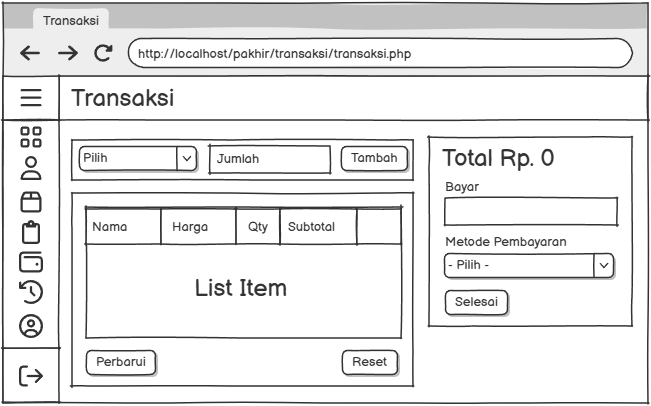 Transaksi
http://localhost/pakhir/transaksi/transaksi.php
Transaksi
Pilih
Jumlah
Tambah
Nama Harga Qty Subtotal
List Item
Perbarui
Reset
Total Rp. 0
Bayar
Metode Pembayaran
- Pilih -
Selesai